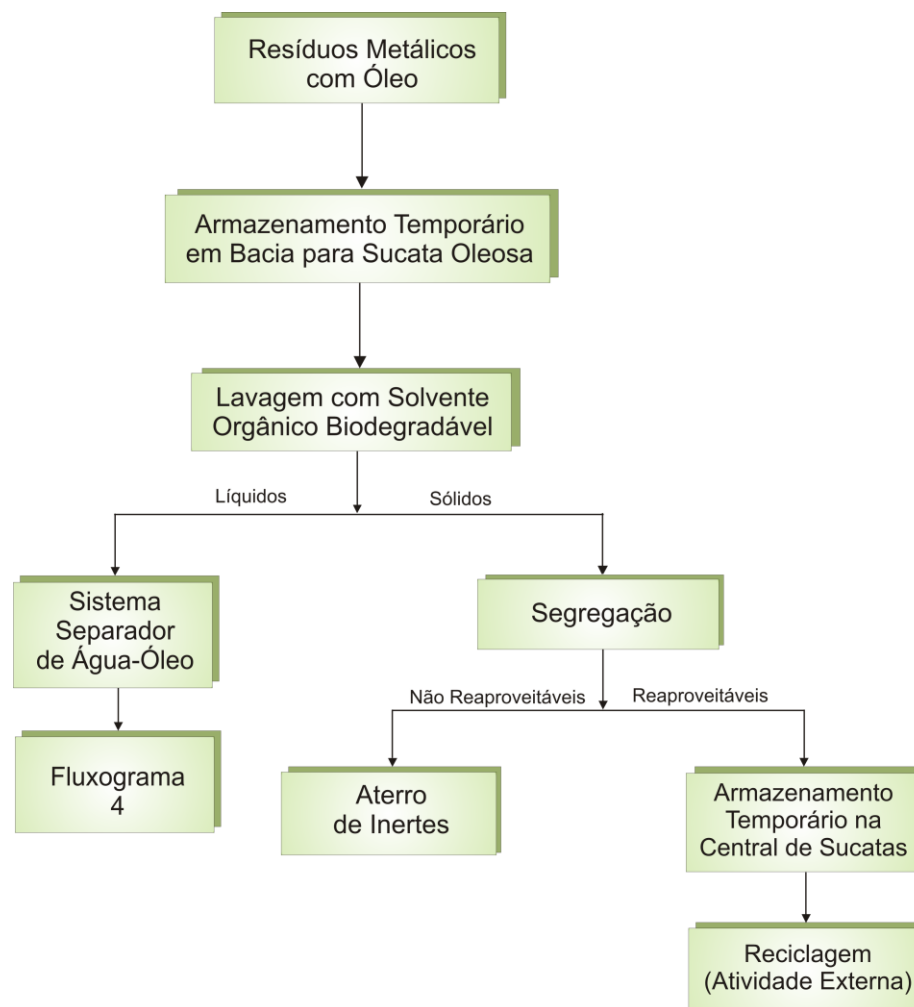 Resíduos Metálicos
com Óleo
Armazenamento Temporário
em Bacia para Sucata Oleosa
Lavagem com Solvente
Orgânico Biodegradável
Líquidos
Sólidos
Sistema
Separador
de Água-Óleo
Segregação
Não Reaproveitáveis
Reaproveitáveis
Fluxograma
4
Aterro
de Inertes
Armazenamento
Temporário na
Central de Sucatas
Reciclagem
(Atividade Externa)